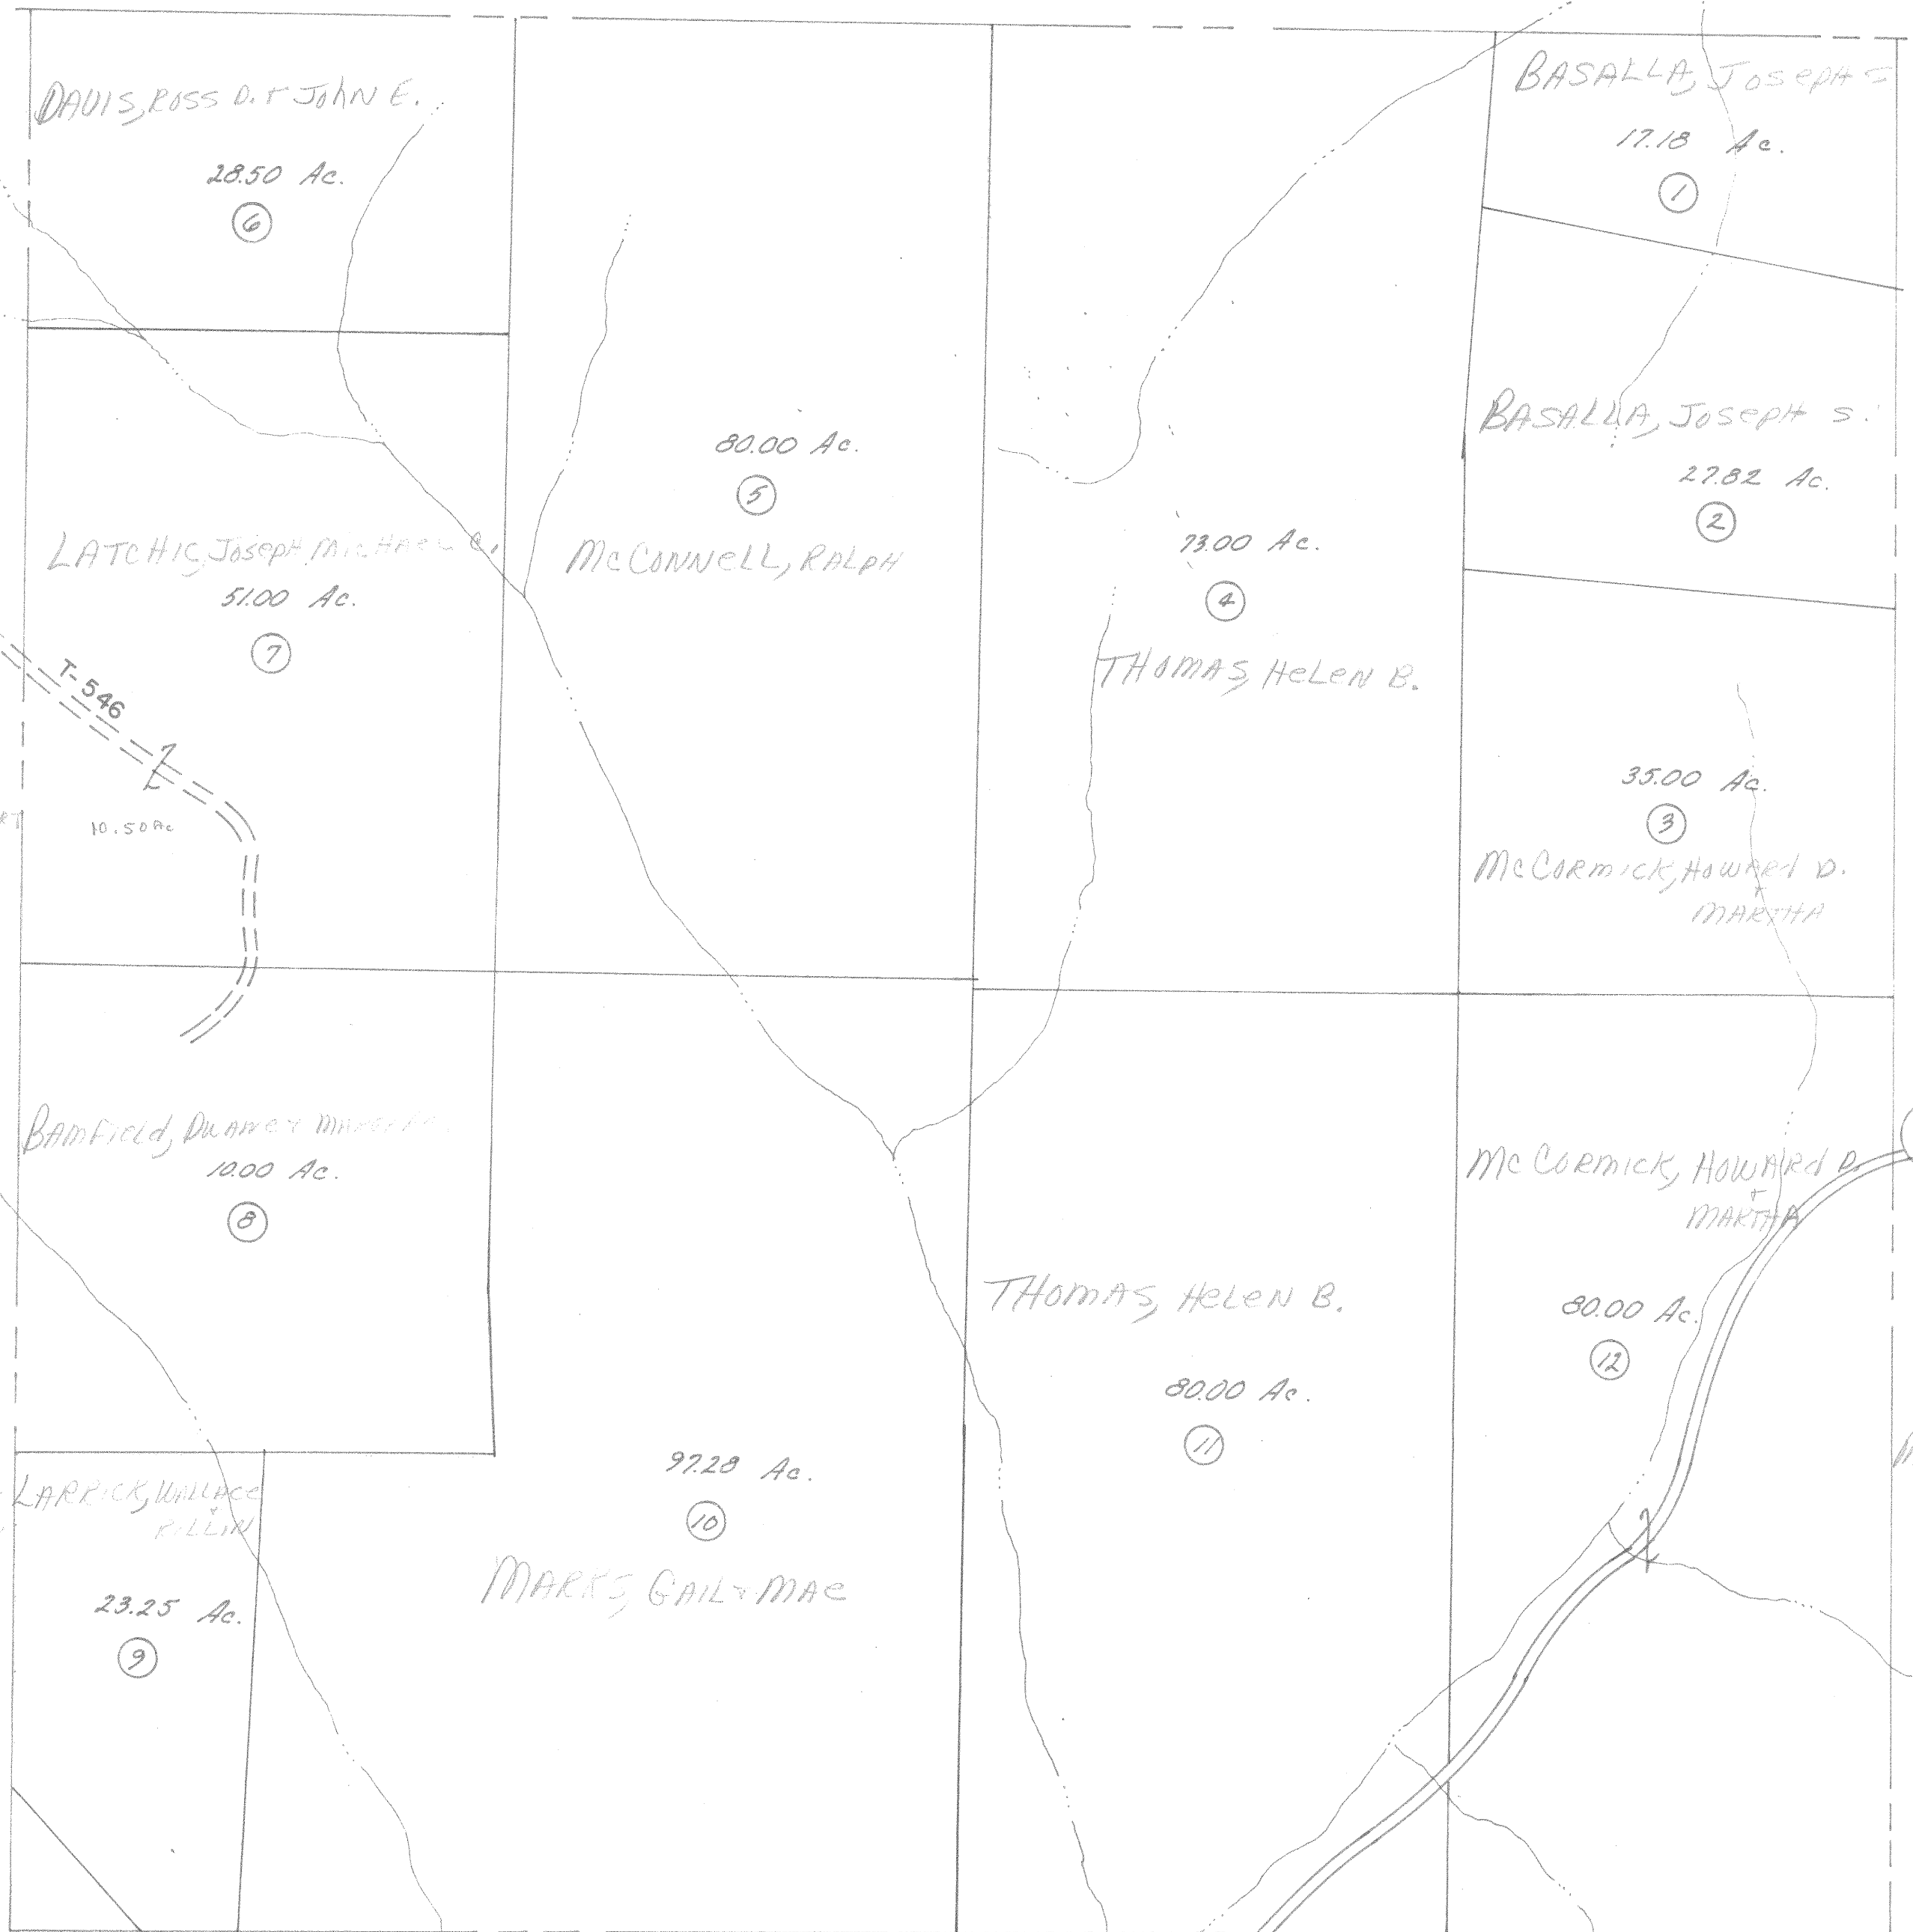 DAVIS, ROSS D. + JOHN E.
28.50 Ac.
6
BASALLA, JOSEPH S
17.18 Ac.
1
80.00 Ac.
5
McCONNELL, RALPH
BASALLA, JOSEPH S.
27.82 Ac.
2
LATCHIC, JOSEPH MICHAEL
51.00 Ac.
7
73.00 Ac.
4
THOMAS, HELEN B.
T-546
10.50 Ac
35.00 Ac.
3
McCORMICK, HOWARD D.
+
MARTHA
BAMFIELD, DUANE +
10.00 Ac.
8
McCORMICK, HOWARD D.
+
MARTHA
80.00 Ac.
12
THOMAS, HELEN B.
80.00 Ac.
11
97.28 Ac.
10
MARKS, GAIL + MAE
LARRICK, WALLACE
+
23.25 Ac.
9